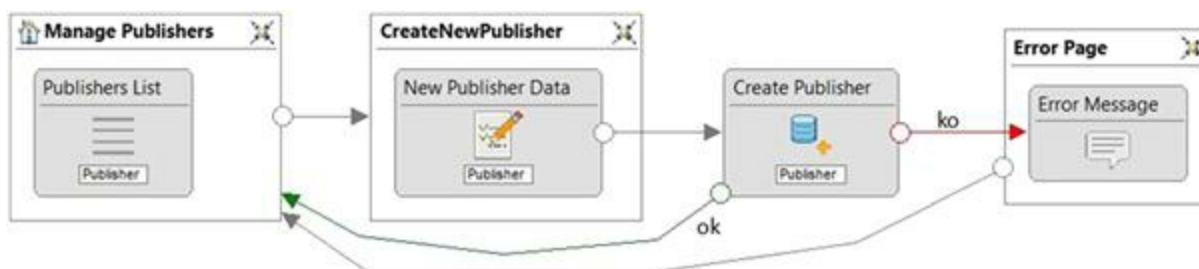 Manage Publishers
Publishers List
Publisher
CreateNewPublisher
New Publisher Data
Publisher
Create Publisher
Publisher
ko
ok
Error Page
Error Message